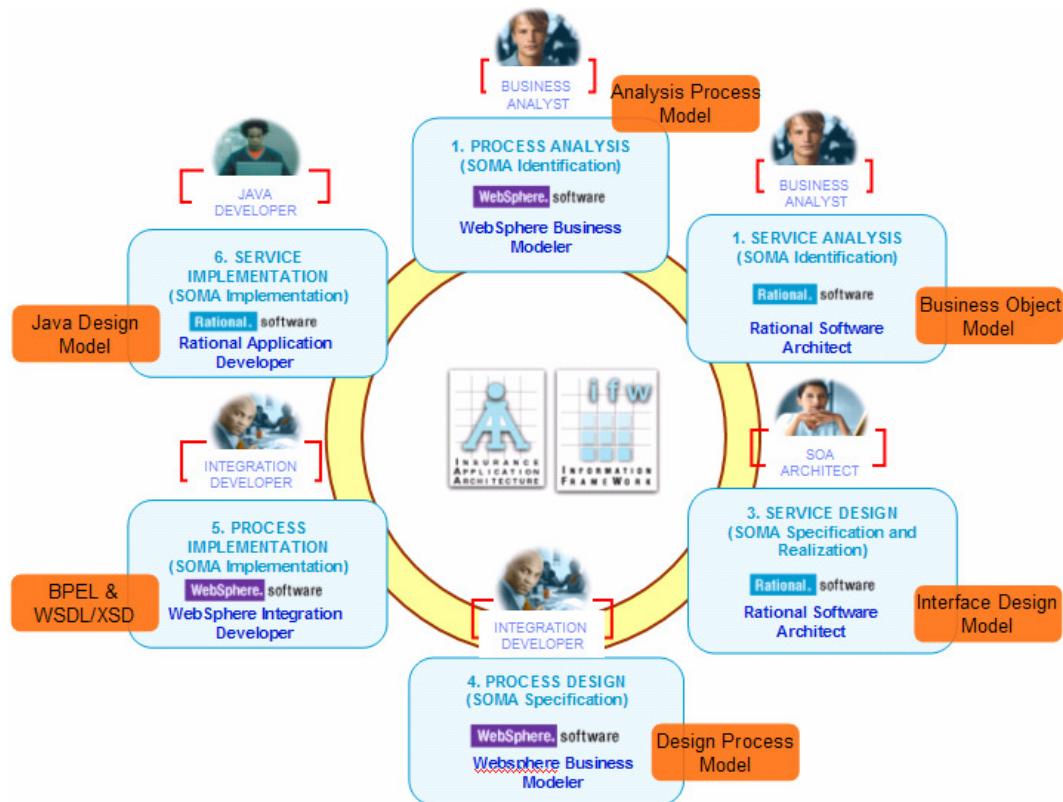 BUSINESS
ANALYST
Analysis Process
Model
1. PROCESS ANALYSIS
(SOMA Identification)
WebSphere. software
WebSphere Business
Modeler
BUSINESS
ANALYST
1. SERVICE ANALYSIS
(SOMA Identification)
Rational. software
Rational Software
Architect
Business Object
Model
SOA
ARCHITECT
3. SERVICE DESIGN
(SOMA Specification and
Realization)
Rational. software
Rational Software
Architect
Interface Design
Model
INTEGRATION
DEVELOPER
4. PROCESS DESIGN
(SOMA Specification)
WebSphere. software
Websphere Business
Modeler
Design Process
Model
INTEGRATION
DEVELOPER
5. PROCESS
IMPLEMENTATION
(SOMA Implementation)
WebSphere. software
WebSphere Integration
Developer
BPEL &
WSDL/XSD
JAVA
DEVELOPER
6. SERVICE
IMPLEMENTATION
(SOMA Implementation)
Rational. software
Rational Application
Developer
Java Design
Model
INSURANCE
APPLICATION
ARCHITECTURE
ifw
INFORMATION
FRAMEWORK